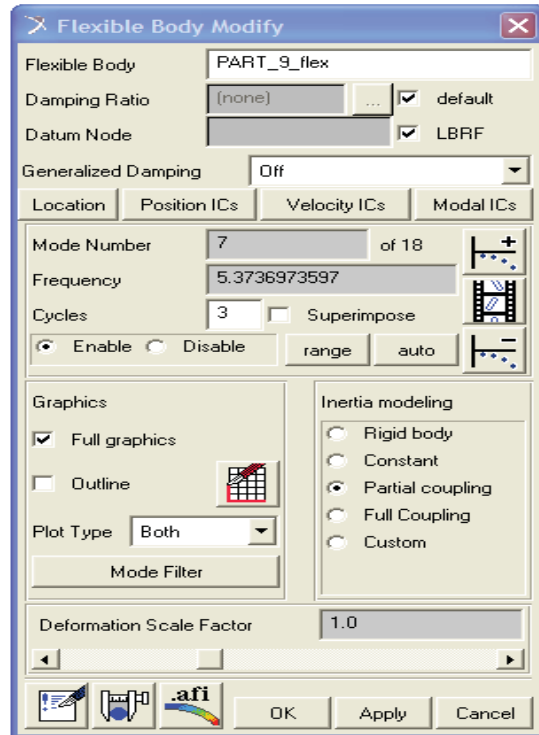 Flexible Body Modify
Flexible Body PART_9_flex
Damping Ratio (none) ... default
Datum Node LBRF
Generalized Damping Off
Location Position ICs Velocity ICs Modal ICs
Mode Number 7 of 18
Frequency 5.3736973597
Cycles 3 Superimpose
Enable Disable range auto
Graphics
Full graphics
Outline
Plot Type Both
Mode Filter
Inertia modeling
Rigid body
Constant
Partial coupling
Full Coupling
Custom
Deformation Scale Factor 1.0
.afi
OK Apply Cancel